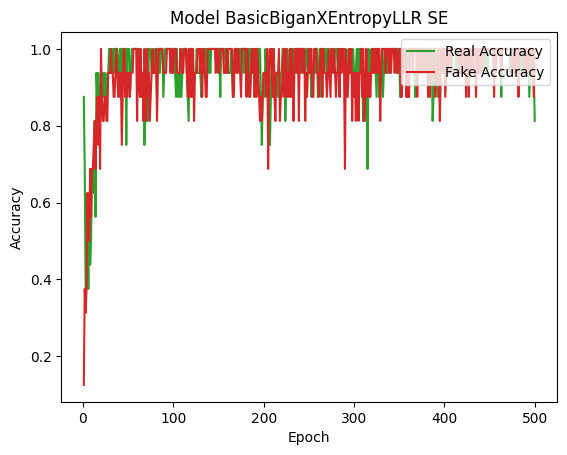 Model BasicBiganXEntropyLLR SE
Real Accuracy
Fake Accuracy
Accuracy
1.0
0.8
0.6
0.4
0.2
0
100
200
300
400
500
Epoch